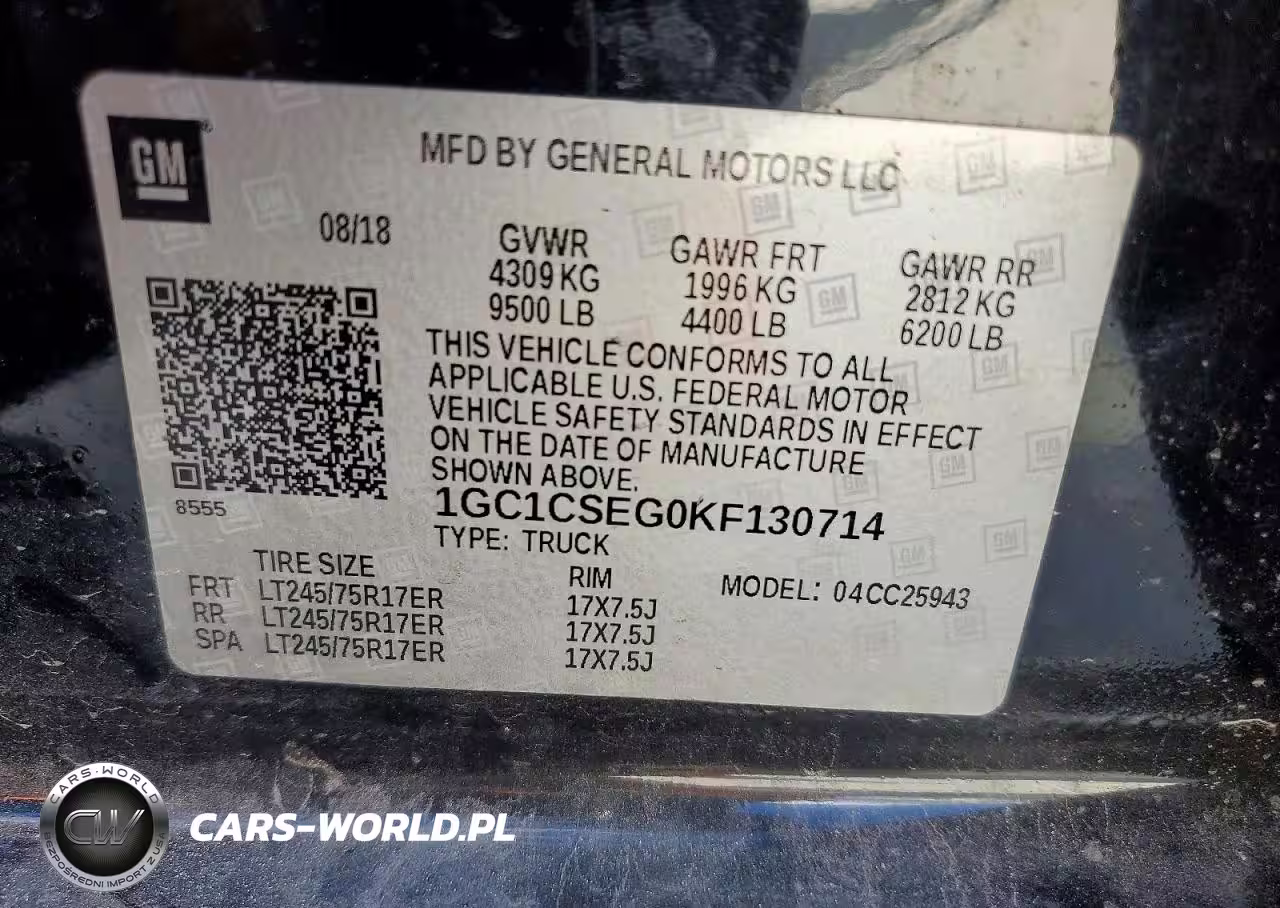 GM
MFD BY GENERAL MOTORS LLC
08/18
GVWR
4309 KG
9500 LB
GAWR FRT
1996 KG
4400 LB
GAWR RR
2812 KG
6200 LB
THIS VEHICLE CONFORMS TO ALL
APPLICABLE U.S. FEDERAL MOTOR
VEHICLE SAFETY STANDARDS IN EFFECT
ON THE DATE OF MANUFACTURE
SHOWN ABOVE.
8555
1GC1CSEG0KF130714
TYPE: TRUCK
MODEL: 04CC25943
TIRE SIZE RIM
FRT LT245/75R17ER 17X7.5J
RR LT245/75R17ER 17X7.5J
SPA LT245/75R17ER 17X7.5J
CARS-WORLD
CW
BEZPOŚREDNI IMPORT Z USA
CARS-WORLD.PL